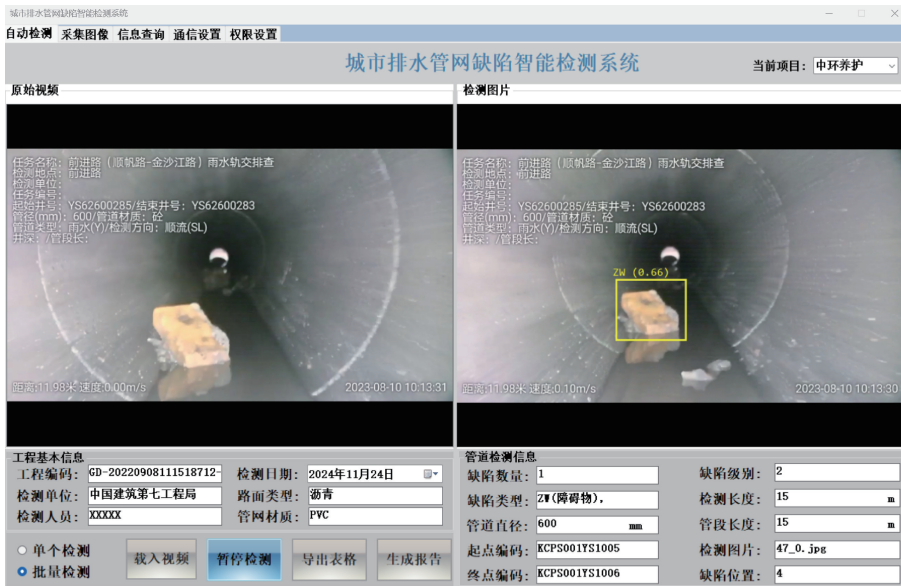 城市排水管网缺陷智能检测系统
自动检测 采集图像 信息查询 通信设置 权限设置
城市排水管网缺陷智能检测系统
当前项目: 中环养护
原始视频
任务名称: 前进路 (顺帆路-金沙江路) 雨水轨交排查
检测地点: 前进路
检测单位:
任务编号:
起始井号: YS62600285/结束井号: YS62600283
管径(mm): 600/管道材质: 砼
管道类型: 雨水(Y)/检测方向: 顺流(SL)
井深: /管段长:
距离:11.98米 速度:0.00m/s
2023-08-10 10:13:31
检测图片
任务名称: 前进路 (顺帆路-金沙江路) 雨水轨交排查
检测地点: 前进路
检测单位:
任务编号:
起始井号: YS62600285/结束井号: YS62600283
管径(mm): 600/管道材质: 砼
管道类型: 雨水(Y)/检测方向: 顺流(SL)
井深: /管段长:
ZW (0.66)
距离:11.98米 速度:0.10m/s
2023-08-10 10:13:30
工程基本信息
工程编码: GD-20220908111518712- 检测日期: 2024年11月24日
检测单位: 中国建筑第七工程局 路面类型: 沥青
检测人员: XXXXX 管网材质: PVC
单个检测
批量检测
载入视频 暂停检测 导出表格 生成报告
管道检测信息
缺陷数量: 1 缺陷级别: 2
缺陷类型: ZW(障碍物), 检测长度: 15 m
管道直径: 600 mm 管段长度: 15 m
起点编码: KCPS001YS1005 检测图片: 47_0.jpg
终点编码: KCPS001YS1006 缺陷位置: 4